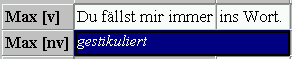 Max [v] Du fällst mir immer ins Wort.
Max [nv] gestikuliert